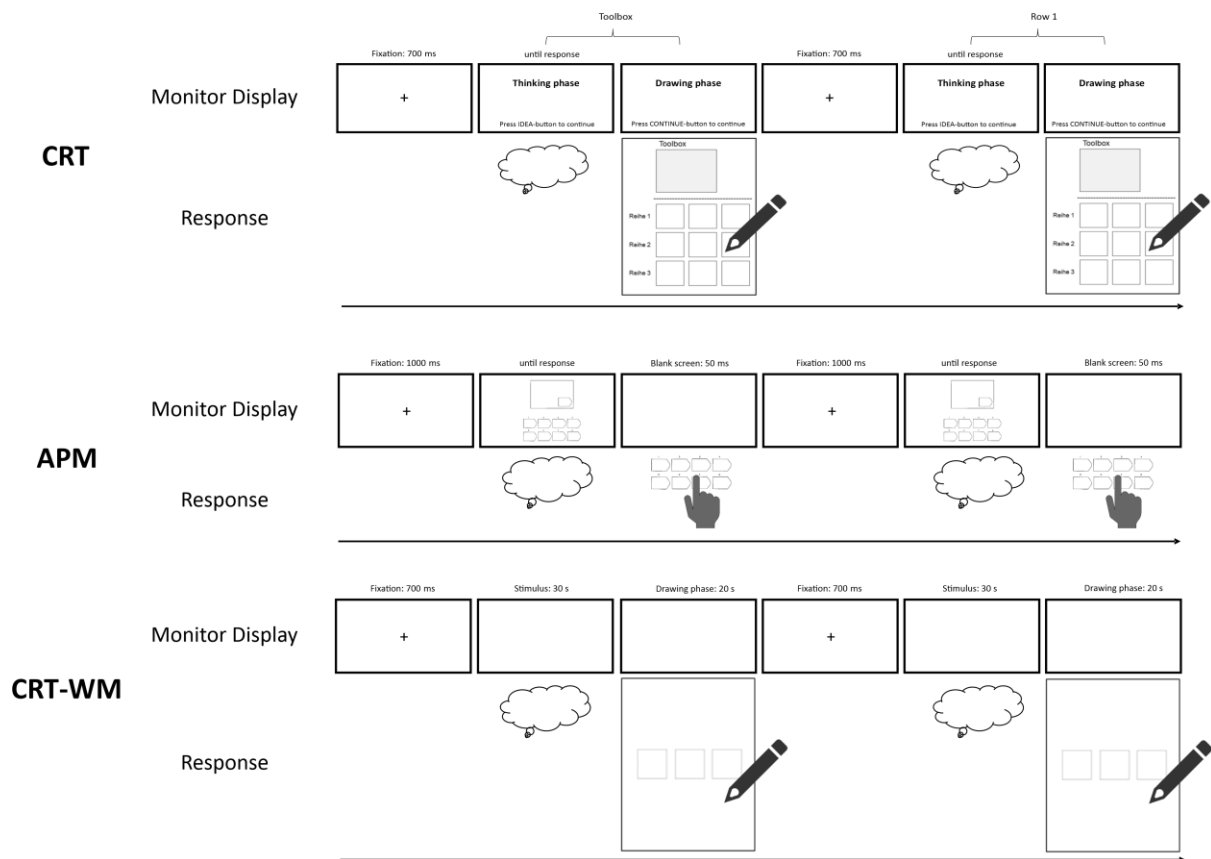 Toolbox
Row 1
Fixation: 700 ms
until response
Fixation: 700 ms
until response
Monitor Display
+
Thinking phase
Press IDEA-button to continue
Drawing phase
Press CONTINUE-button to continue
+
Thinking phase
Press IDEA-button to continue
Drawing phase
Press CONTINUE-button to continue
CRT
Response
Toolbox
Reihe 1
Reihe 2
Reihe 3
Toolbox
Reihe 1
Reihe 2
Reihe 3
Fixation: 1000 ms
until response
Blank screen: 50 ms
Fixation: 1000 ms
until response
Blank screen: 50 ms
Monitor Display
+
+
APM
Response
Fixation: 700 ms
Stimulus: 30 s
Drawing phase: 20 s
Fixation: 700 ms
Stimulus: 30 s
Drawing phase: 20 s
Monitor Display
+
+
CRT-WM
Response